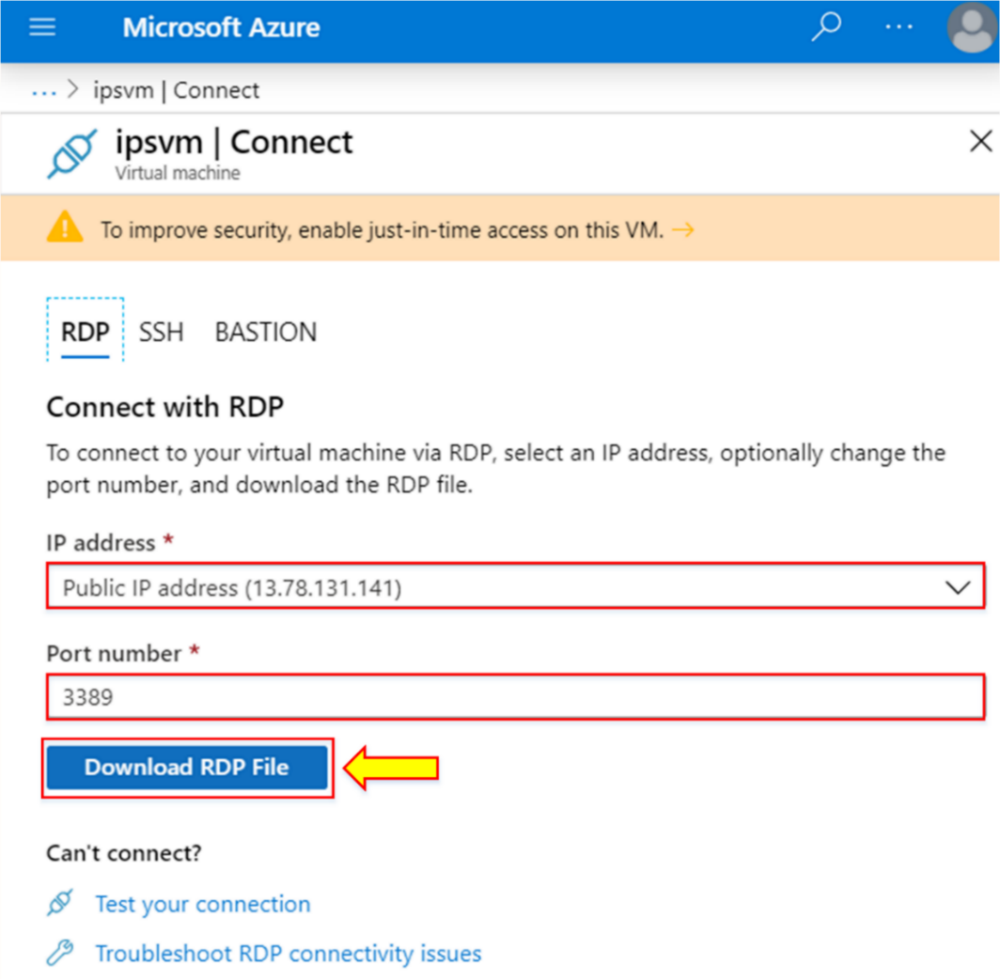 Microsoft Azure
... > ipsvm | Connect
ipsvm | Connect
Virtual machine
To improve security, enable just-in-time access on this VM. →
RDP SSH BASTION
Connect with RDP
To connect to your virtual machine via RDP, select an IP address, optionally change the
port number, and download the RDP file.
IP address *
Public IP address (13.78.131.141)
Port number *
3389
Download RDP File
Can't connect?
Test your connection
Troubleshoot RDP connectivity issues